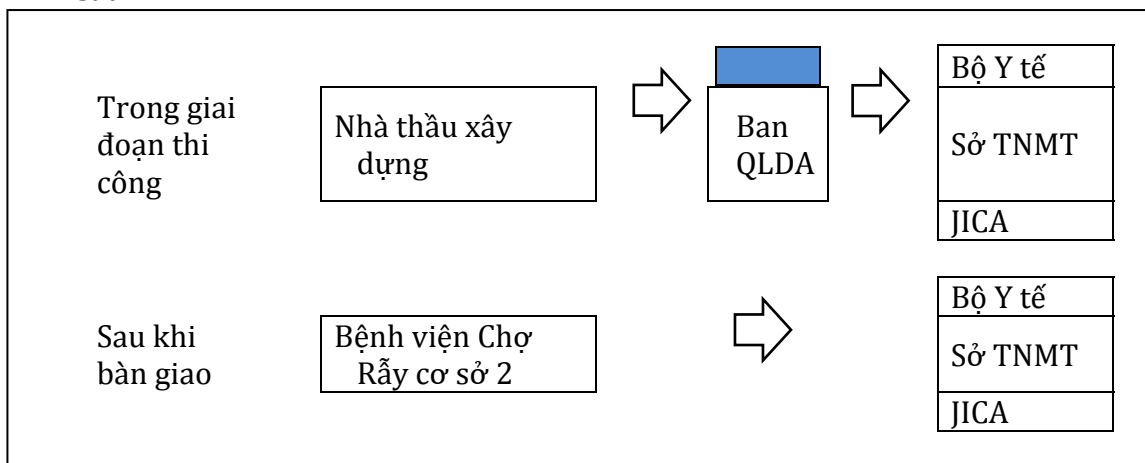 Trong giai
đoạn thi
công
Nhà thầu xây
dựng
Ban
QLDA
Bộ Y tế
Sở TNMT
JICA
Sau khi
bàn giao
Bệnh viện Chợ
Rẫy cơ sở 2
Bộ Y tế
Sở TNMT
JICA